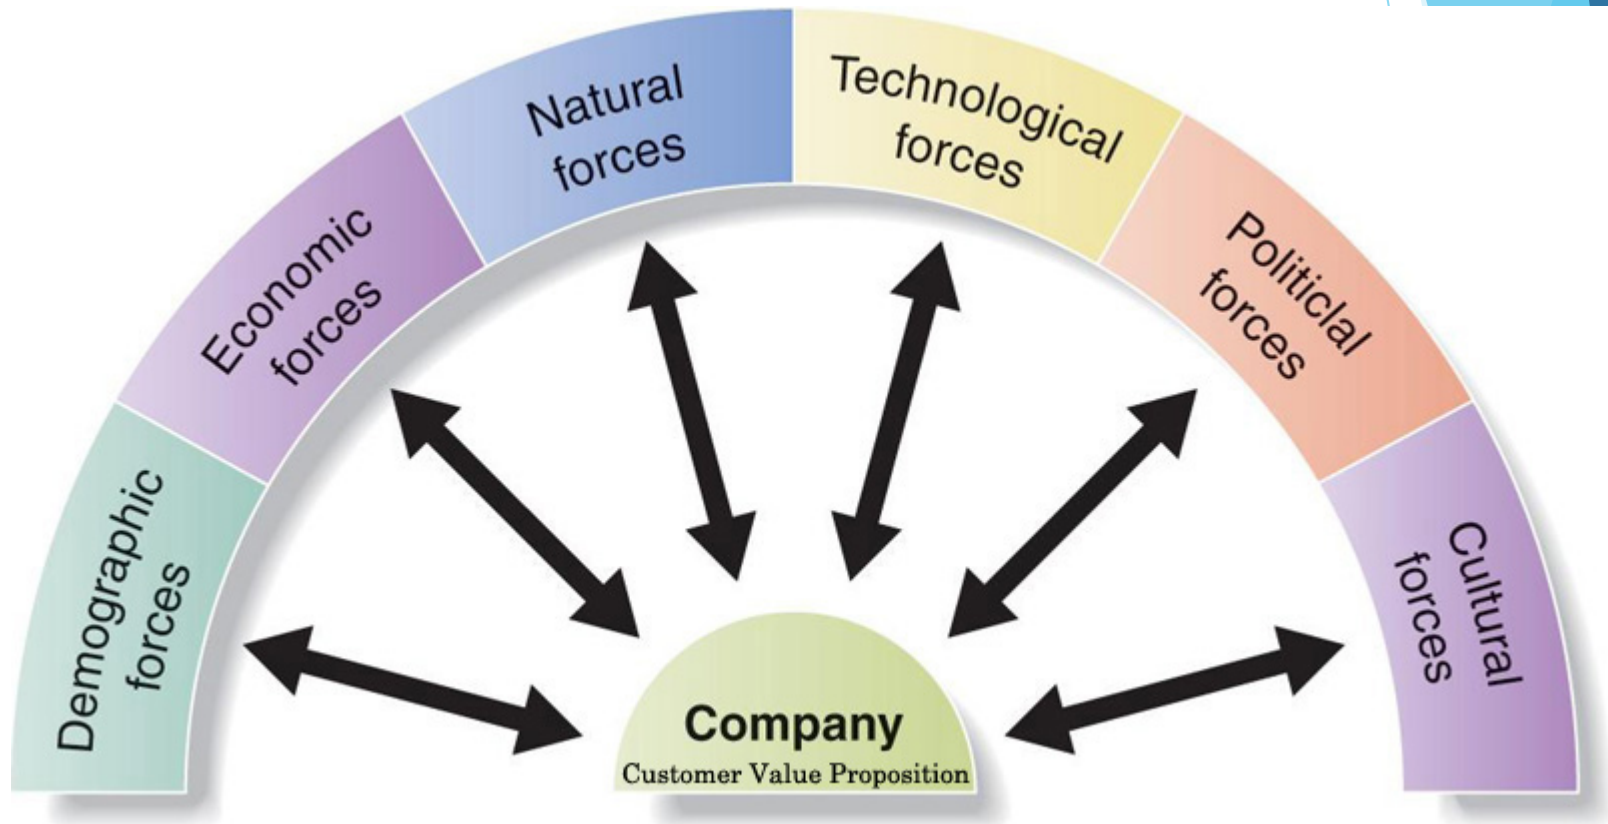 Demographic
forces
Economic
forces
Natural
forces
Technological
forces
Politiclal
forces
Cultural
forces
Company
Customer Value Proposition